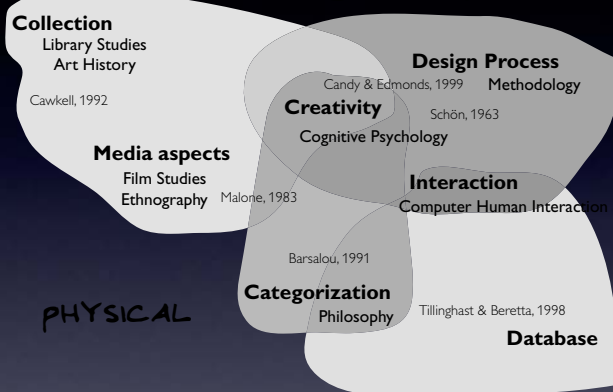 Collection
Library Studies
Art History
Cawkell, 1992
Media aspects
Film Studies
Ethnography
Malone, 1983
Design Process
Candy & Edmonds, 1999
Methodology
Creativity
Schön, 1963
Cognitive Psychology
Interaction
Computer Human Interaction
Barsalou, 1991
Categorization
Philosophy
Tillinghast & Beretta, 1998
Database
PHYSICAL